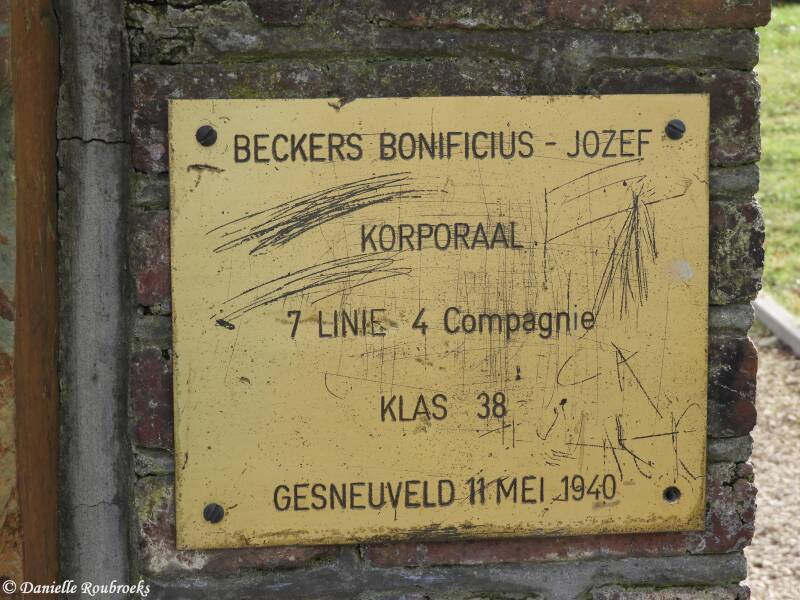 BECKERS BONIFICIUS - JOZEF
KORPORAAL
7 LINIE 4 Compagnie
KLAS 38
GESNEUVELD 11 MEI 1940
© Danielle Roubroeks